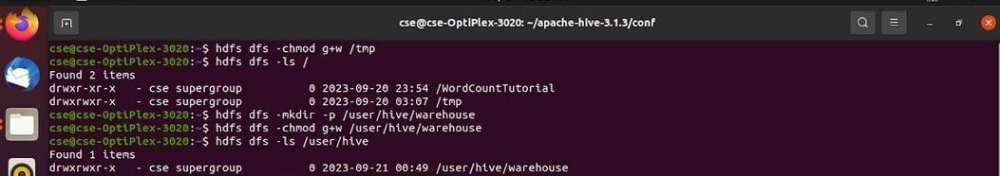 cse@cse-OptiPlex-3020: ~/apache-hive-3.1.3/conf
cse@cse-OptiPlex-3020:~$ hdfs dfs -chmod g+w /tmp
cse@cse-OptiPlex-3020:~$ hdfs dfs -ls /
Found 2 items
drwxr-xr-x   - cse supergroup          0 2023-09-20 23:54 /WordCountTutorial
drwxrwxr-x   - cse supergroup          0 2023-09-20 03:07 /tmp
cse@cse-OptiPlex-3020:~$ hdfs dfs -mkdir -p /user/hive/warehouse
cse@cse-OptiPlex-3020:~$ hdfs dfs -chmod g+w /user/hive/warehouse
cse@cse-OptiPlex-3020:~$ hdfs dfs -ls /user/hive
Found 1 items
drwxrwxr-x   - cse supergroup          0 2023-09-21 00:49 /user/hive/warehouse